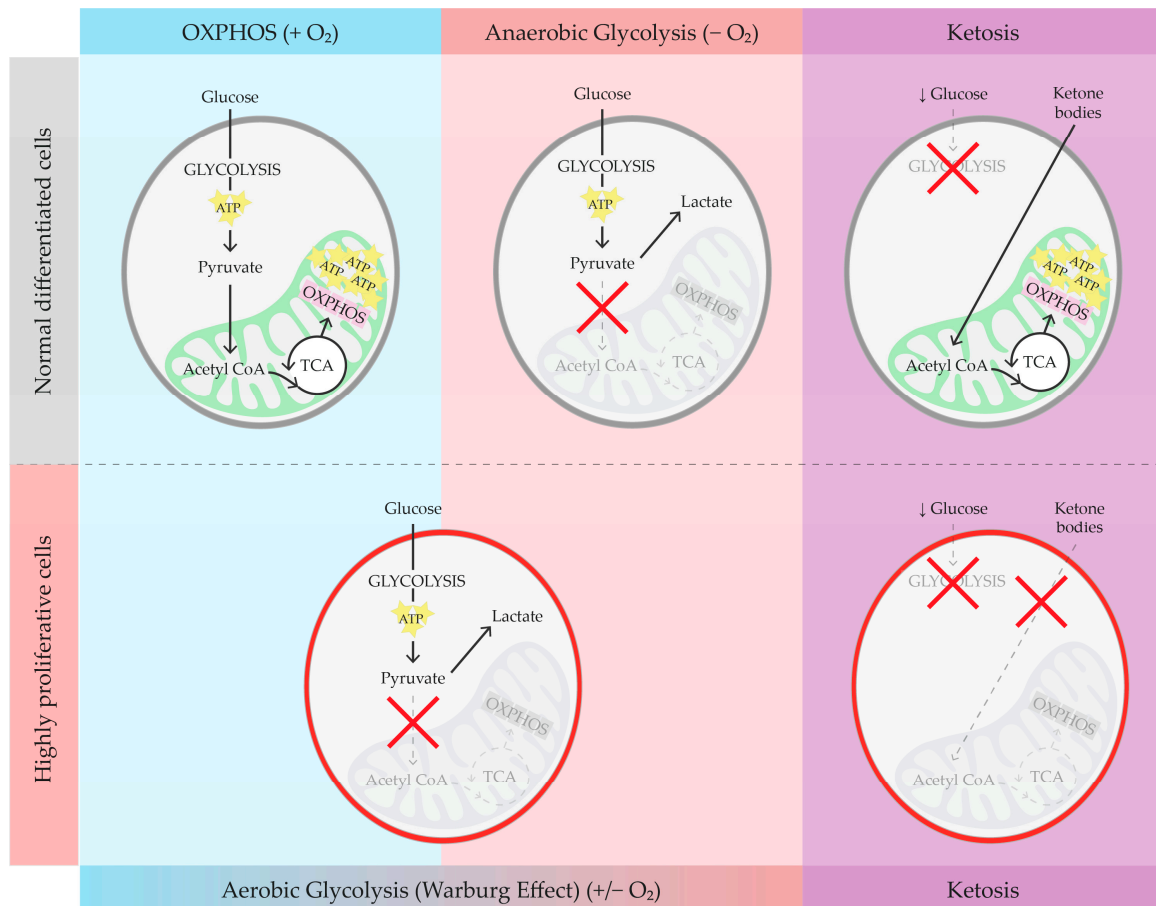 OXPHOS (+ O₂)
Anaerobic Glycolysis (− O₂)
Ketosis
Normal differentiated cells
Glucose
GLYCOLYSIS
ATP
Pyruvate
Acetyl CoA
TCA
OXPHOS
ATP
ATP
ATP
ATP
Glucose
GLYCOLYSIS
ATP
Lactate
Pyruvate
Acetyl CoA
TCA
OXPHOS
↓ Glucose
Ketone
bodies
GLYCOLYSIS
ATP
ATP
ATP
ATP
OXPHOS
Acetyl CoA
TCA
Highly proliferative cells
Glucose
GLYCOLYSIS
ATP
Lactate
Pyruvate
OXPHOS
Acetyl CoA
TCA
↓ Glucose
Ketone
bodies
GLYCOLYSIS
OXPHOS
Acetyl CoA
TCA
Aerobic Glycolysis (Warburg Effect) (+/− O₂)
Ketosis